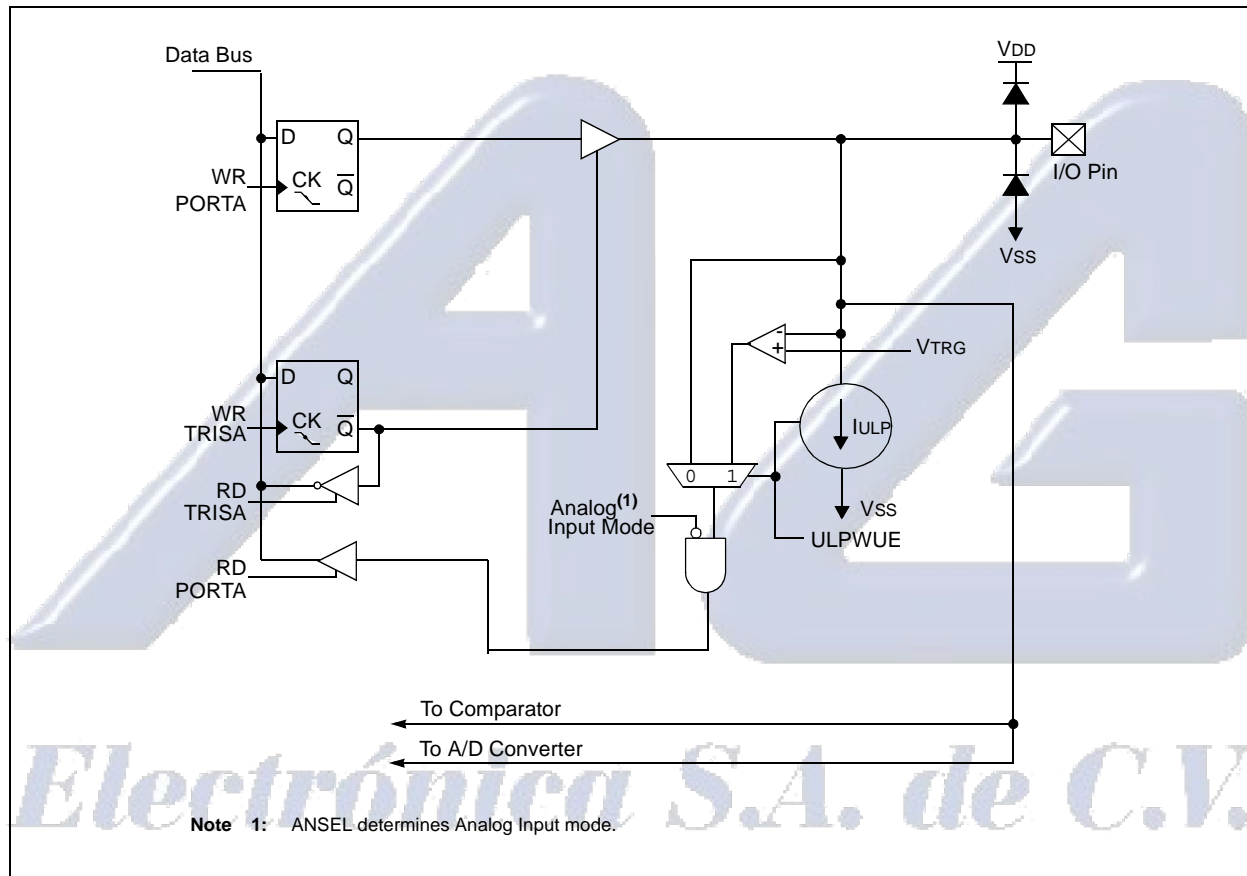 Data Bus
VDD
D Q
WR
PORTA
CK Q
I/O Pin
VSS
-
+
VTRG
D Q
WR
TRISA
CK Q
IULP
0 1
RD
TRISA
Analog(1)
Input Mode
VSS
ULPWUE
RD
PORTA
To Comparator
To A/D Converter
AG
Electrónica S.A. de C.V.
Note 1: ANSEL determines Analog Input mode.